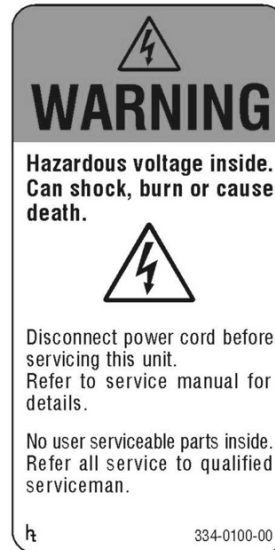 WARNING
Hazardous voltage inside.
Can shock, burn or cause
death.
Disconnect power cord before
servicing this unit.
Refer to service manual for
details.
No user serviceable parts inside.
Refer all service to qualified
serviceman.
334-0100-00